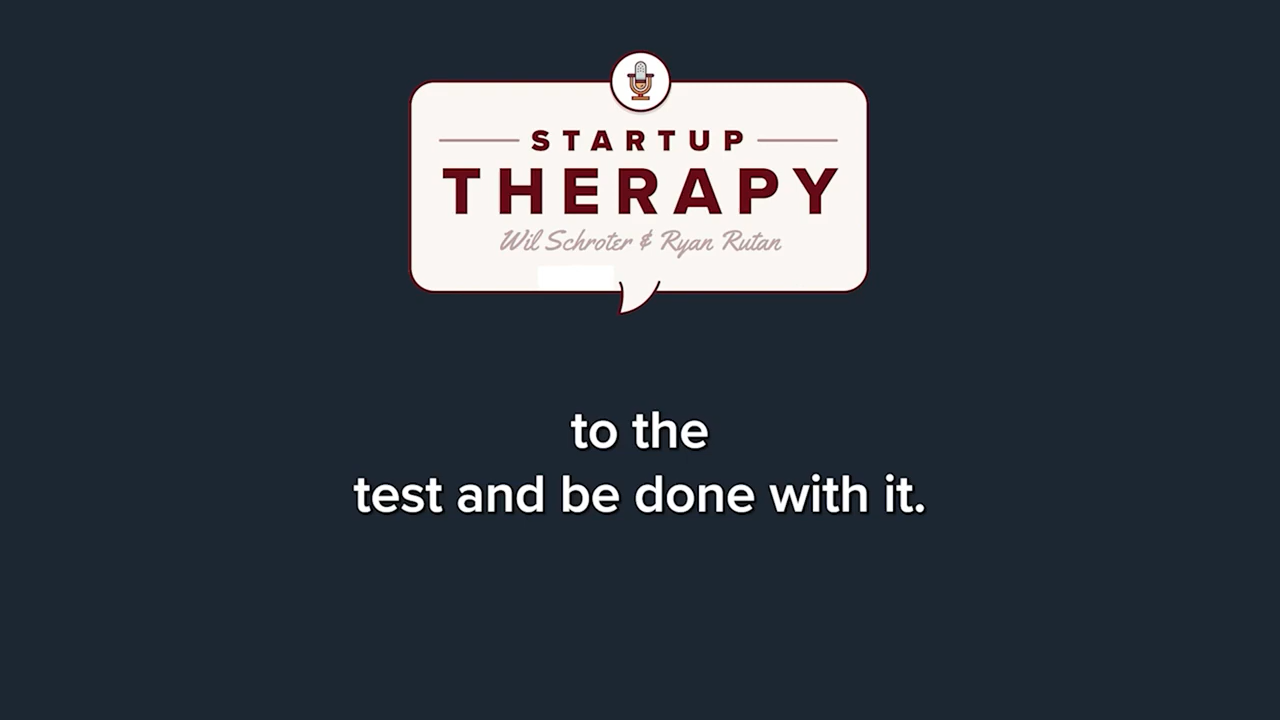 STARTUP
THERAPY
Wil Schroter & Ryan Rutan
to the
test and be done with it.